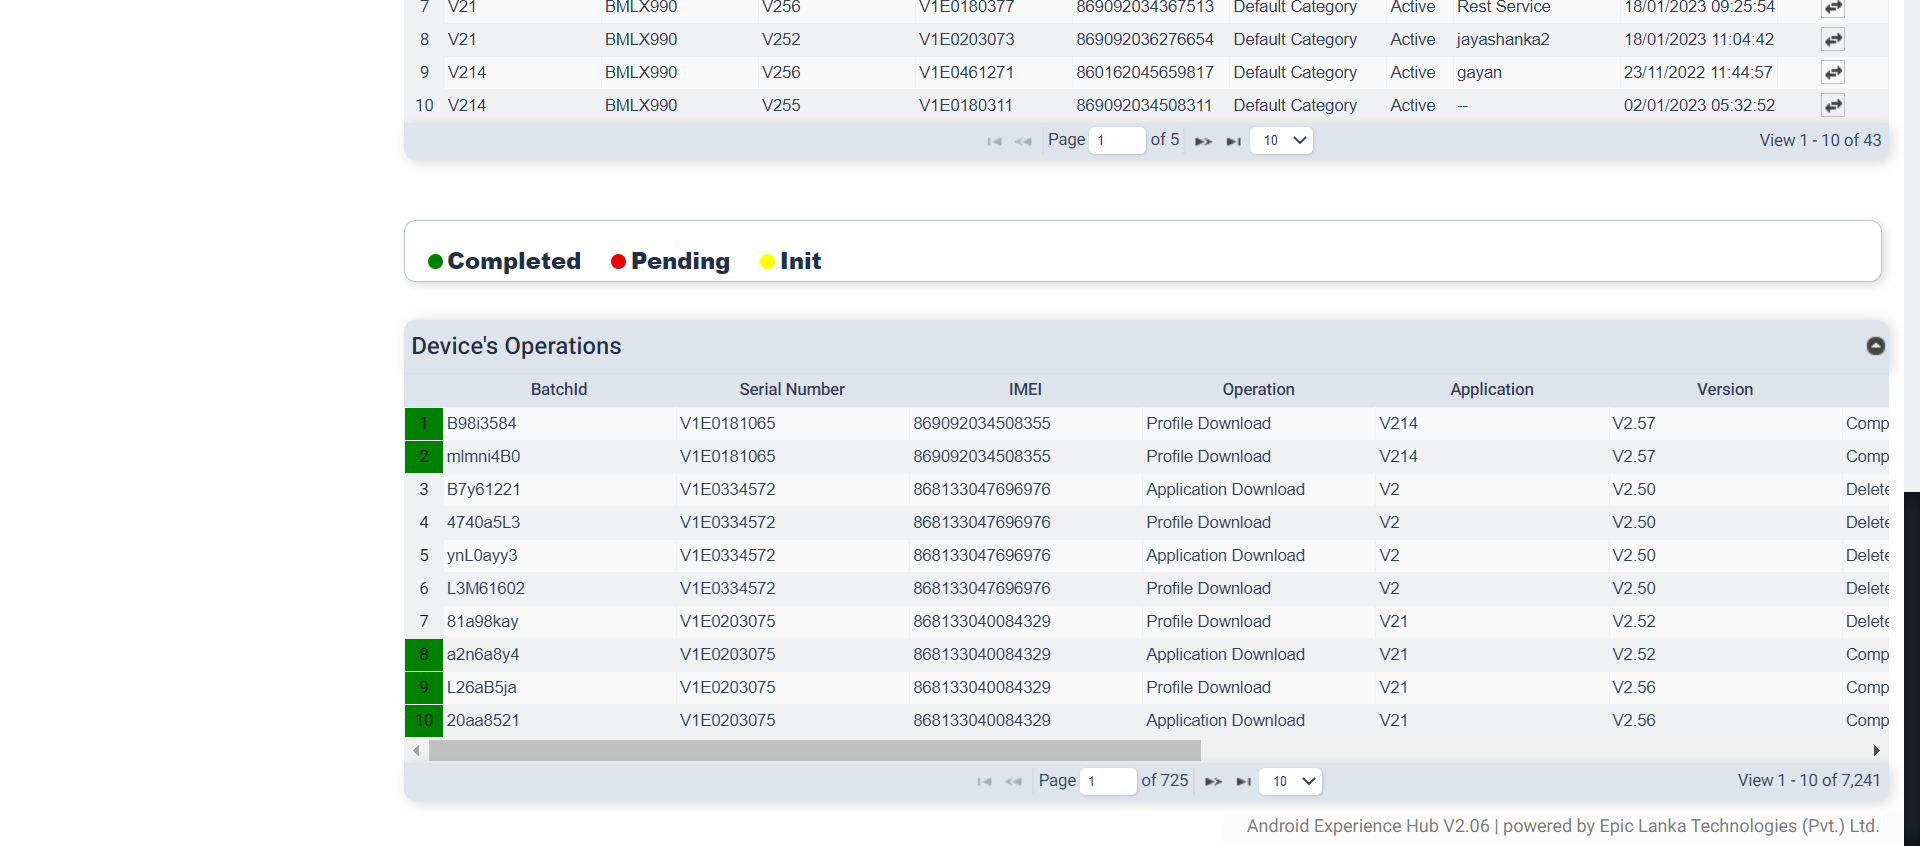 7 V21 BMLX990 V256 V1E0180377 869092034367513 Default Category Active Rest Service 18/01/2023 09:25:54
8 V21 BMLX990 V252 V1E0203073 869092036276654 Default Category Active jayashanka2 18/01/2023 11:04:42
9 V214 BMLX990 V256 V1E0461271 860162045659817 Default Category Active gayan 23/11/2022 11:44:57
10 V214 BMLX990 V255 V1E0180311 869092034508311 Default Category Active -- 02/01/2023 05:32:52
Page 1 of 5 10 View 1 - 10 of 43
Completed Pending Init
Device's Operations
BatchId Serial Number IMEI Operation Application Version
1 B98i3584 V1E0181065 869092034508355 Profile Download V214 V2.57 Comp
2 mlmni4B0 V1E0181065 869092034508355 Profile Download V214 V2.57 Comp
3 B7y61221 V1E0334572 868133047696976 Application Download V2 V2.50 Delete
4 4740a5L3 V1E0334572 868133047696976 Profile Download V2 V2.50 Delete
5 ynL0ayy3 V1E0334572 868133047696976 Application Download V2 V2.50 Delete
6 L3M61602 V1E0334572 868133047696976 Profile Download V2 V2.50 Delete
7 81a98kay V1E0203075 868133040084329 Profile Download V21 V2.52 Delete
8 a2n6a8y4 V1E0203075 868133040084329 Application Download V21 V2.52 Comp
9 L26aB5ja V1E0203075 868133040084329 Profile Download V21 V2.56 Comp
10 20aa8521 V1E0203075 868133040084329 Application Download V21 V2.56 Comp
Page 1 of 725 10 View 1 - 10 of 7,241
Android Experience Hub V2.06 | powered by Epic Lanka Technologies (Pvt.) Ltd.